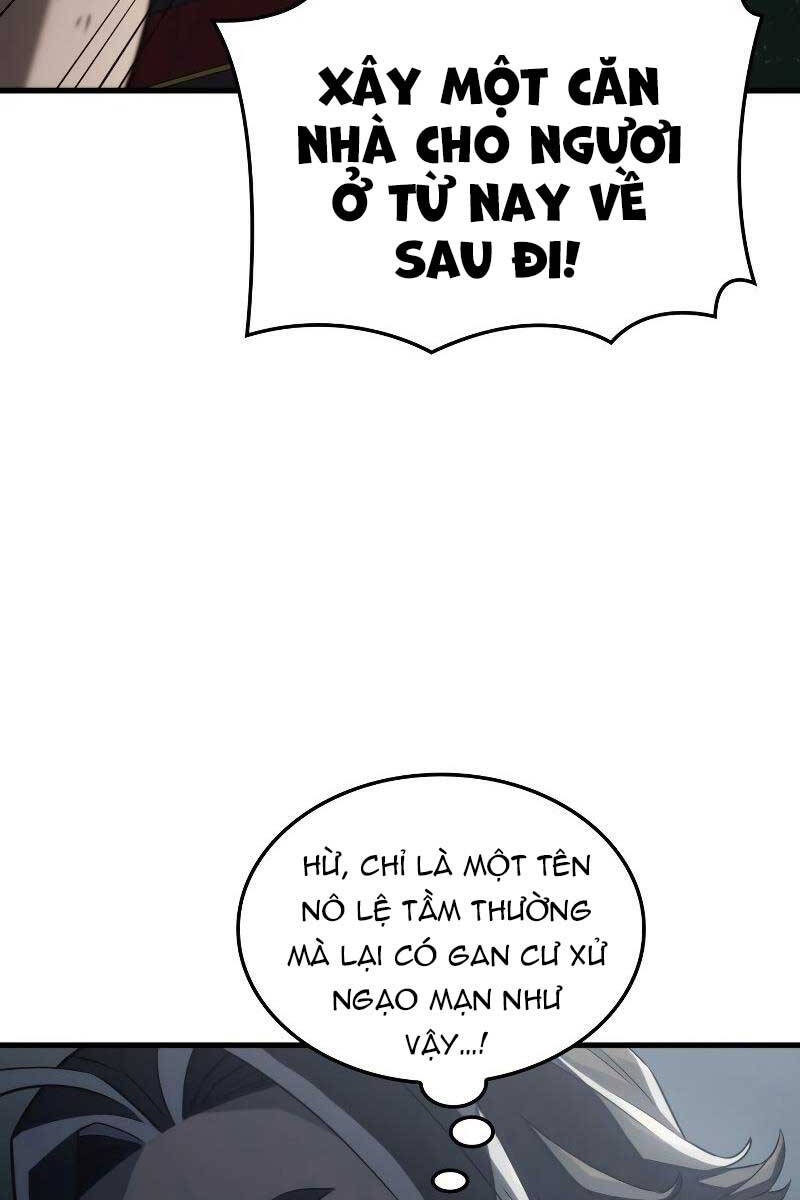 XÂY MỘT CĂN
NHÀ CHO NGƯƠI
Ở TỪ NAY VỀ
SAU ĐI!
HỪ, CHỈ LÀ MỘT TÊN
NÔ LỆ TẦM THƯỜNG
MÀ LẠI CÓ GAN CƯ XỬ
NGẠO MẠN NHƯ
VẬY...!